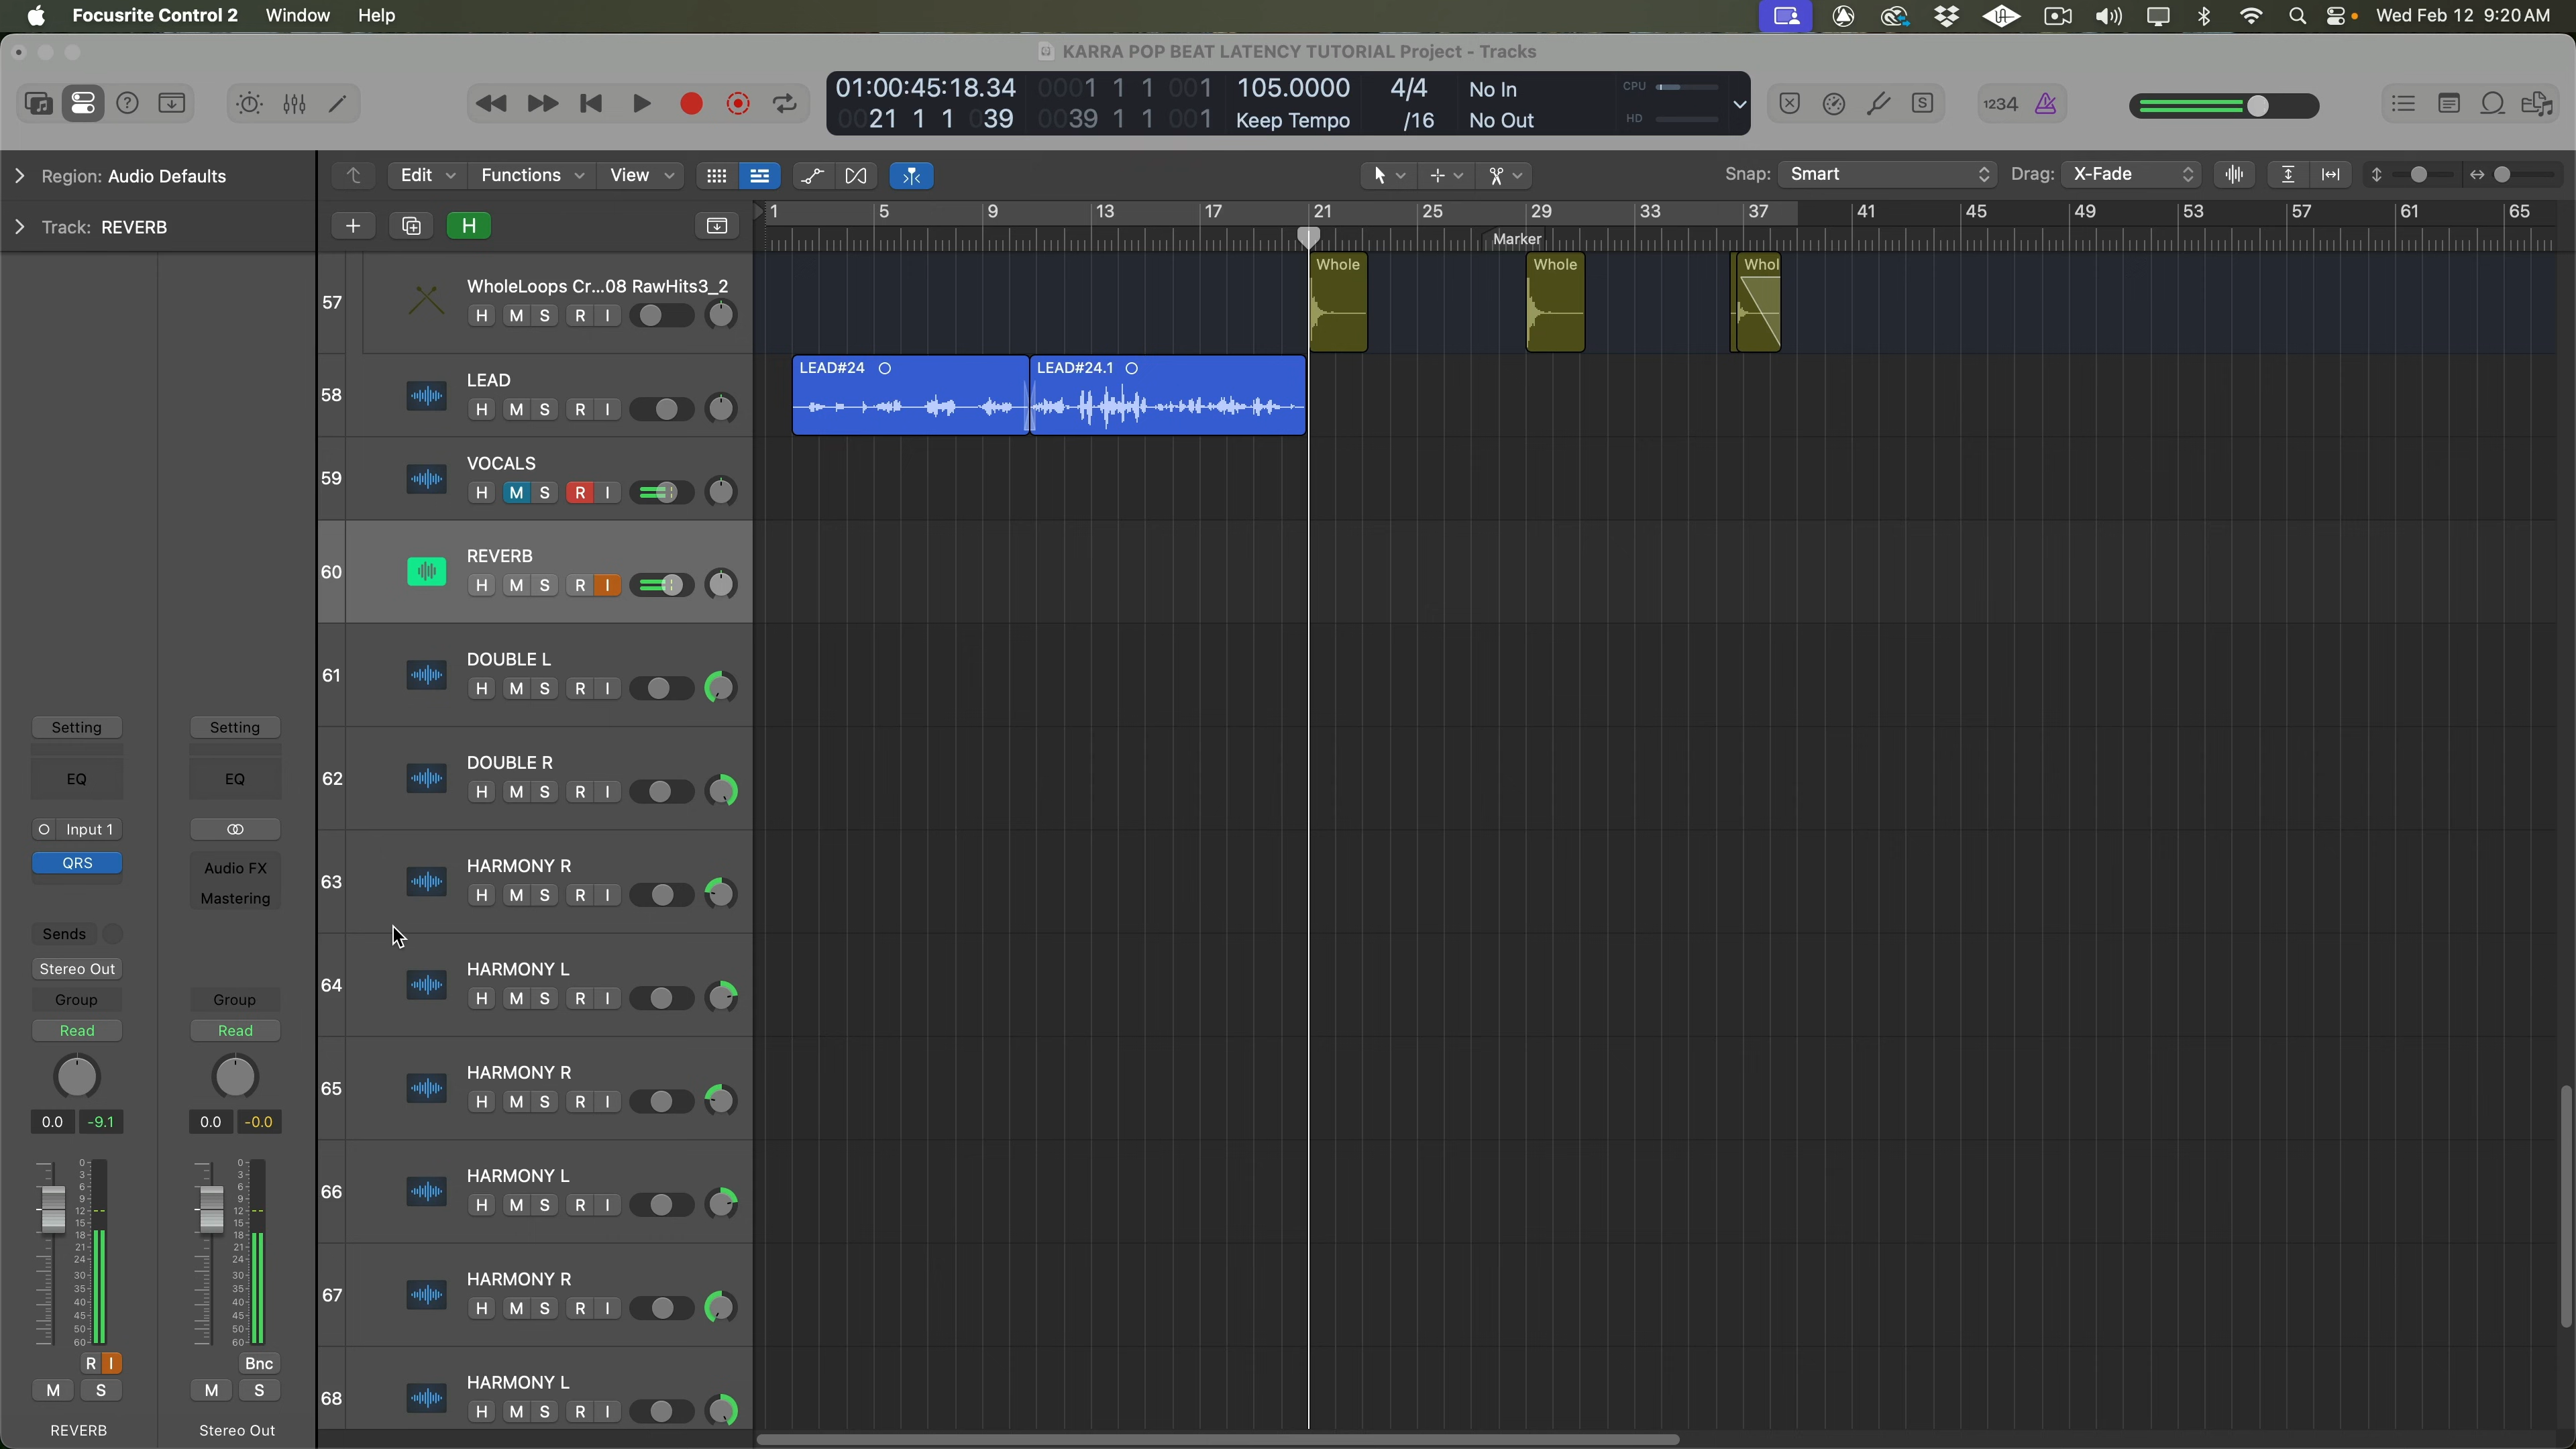 Focusrite Control 2 Window Help
Wed Feb 12 9:20 AM
KARRA POP BEAT LATENCY TUTORIAL Project - Tracks
01:00:45:18.34 0001 1 1 001 105.0000 4/4 No In CPU
0021 1 1 039 0039 1 1 001 Keep Tempo /16 No Out HD
S
1234
Region: Audio Defaults
Edit Functions View
Snap: Smart Drag: X-Fade
Track: REVERB
H
1 5 9 13 17 21 25 29 33 37 41 45 49 53 57 61 65
Marker
57 WholeLoops Cr...08 RawHits3_2
H M S R I
Whole Whole Whol
58 LEAD
H M S R I
LEAD#24 LEAD#24.1
59 VOCALS
H M S R I
60 REVERB
H M S R I
61 DOUBLE L
H M S R I
62 DOUBLE R
H M S R I
63 HARMONY R
H M S R I
64 HARMONY L
H M S R I
65 HARMONY R
H M S R I
66 HARMONY L
H M S R I
67 HARMONY R
H M S R I
68 HARMONY L
H M S R I
Setting Setting
EQ EQ
Input 1
QRS Audio FX
Mastering
Sends
Stereo Out
Group Group
Read Read
0.0 -9.1 0.0 -0.0
0 0
3 3
6 6
9 9
12 12
15 15
18 18
21 21
24 24
30 30
35 35
40 40
45 45
50 50
60 60
R I Bnc
M S M S
REVERB Stereo Out